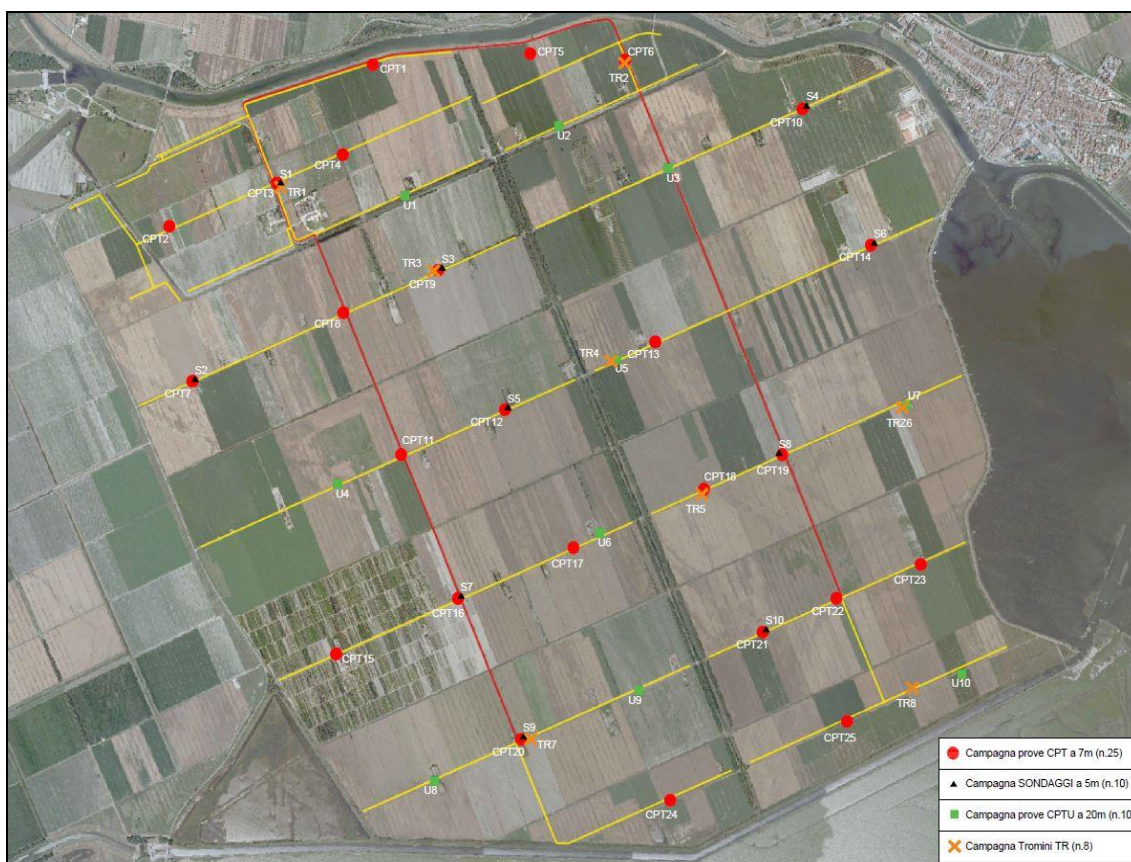 CPT5
CPT6
CPT1
TR2
S4
CPT10
U2
CPT4
S1
CPT3
TR1
U3
U1
CPT2
S6
CPT14
S3
TR3
CPT9
CPT8
CPT13
TR4
U5
S2
CPT7
S5
CPT12
U7
TRZ6
CPT11
S8
CPT19
U4
CPT18
TR5
U6
CPT17
CPT23
S7
CPT16
CPT22
S10
CPT21
CPT15
U10
TR8
U9
CPT25
S9
CPT20
TR7
U8
CPT24
Campagna prove CPT a 7m (n.25)
Campagna SONDAGGI a 5m (n.10)
Campagna prove CPTU a 20m (n.10
Campagna Tromini TR (n.8)